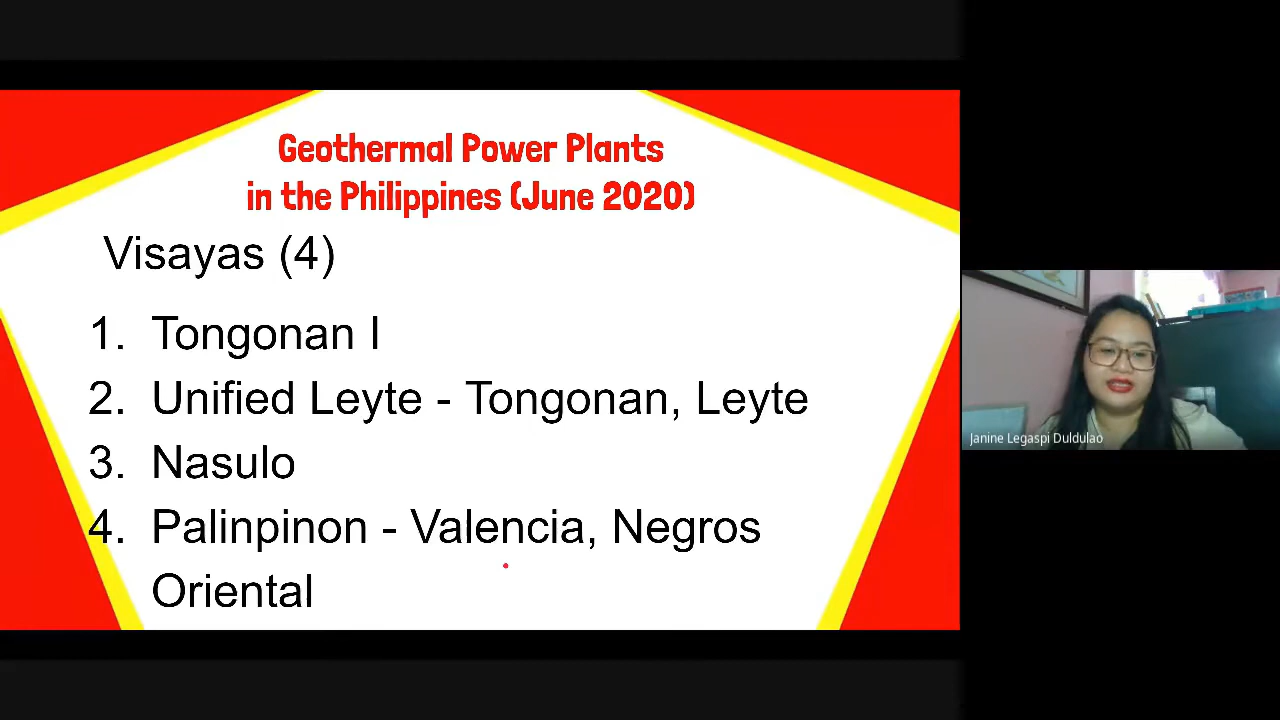 Geothermal Power Plants
in the Philippines (June 2020)
Visayas (4)
1. Tongonan I
2. Unified Leyte - Tongonan, Leyte
3. Nasulo
4. Palinpinon - Valencia, Negros
Oriental
Janine Legaspi Duldulao